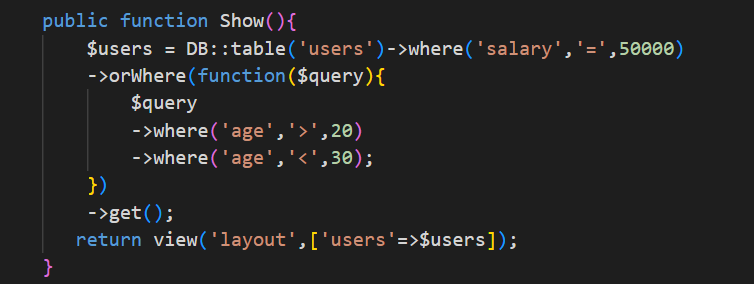 public function Show(){
$users = DB::table('users')->where('salary','=',50000)
->orWhere(function($query){
$query
->where('age','>',20)
->where('age','<',30);
})
->get();
return view('layout',['users'=>$users]);
}